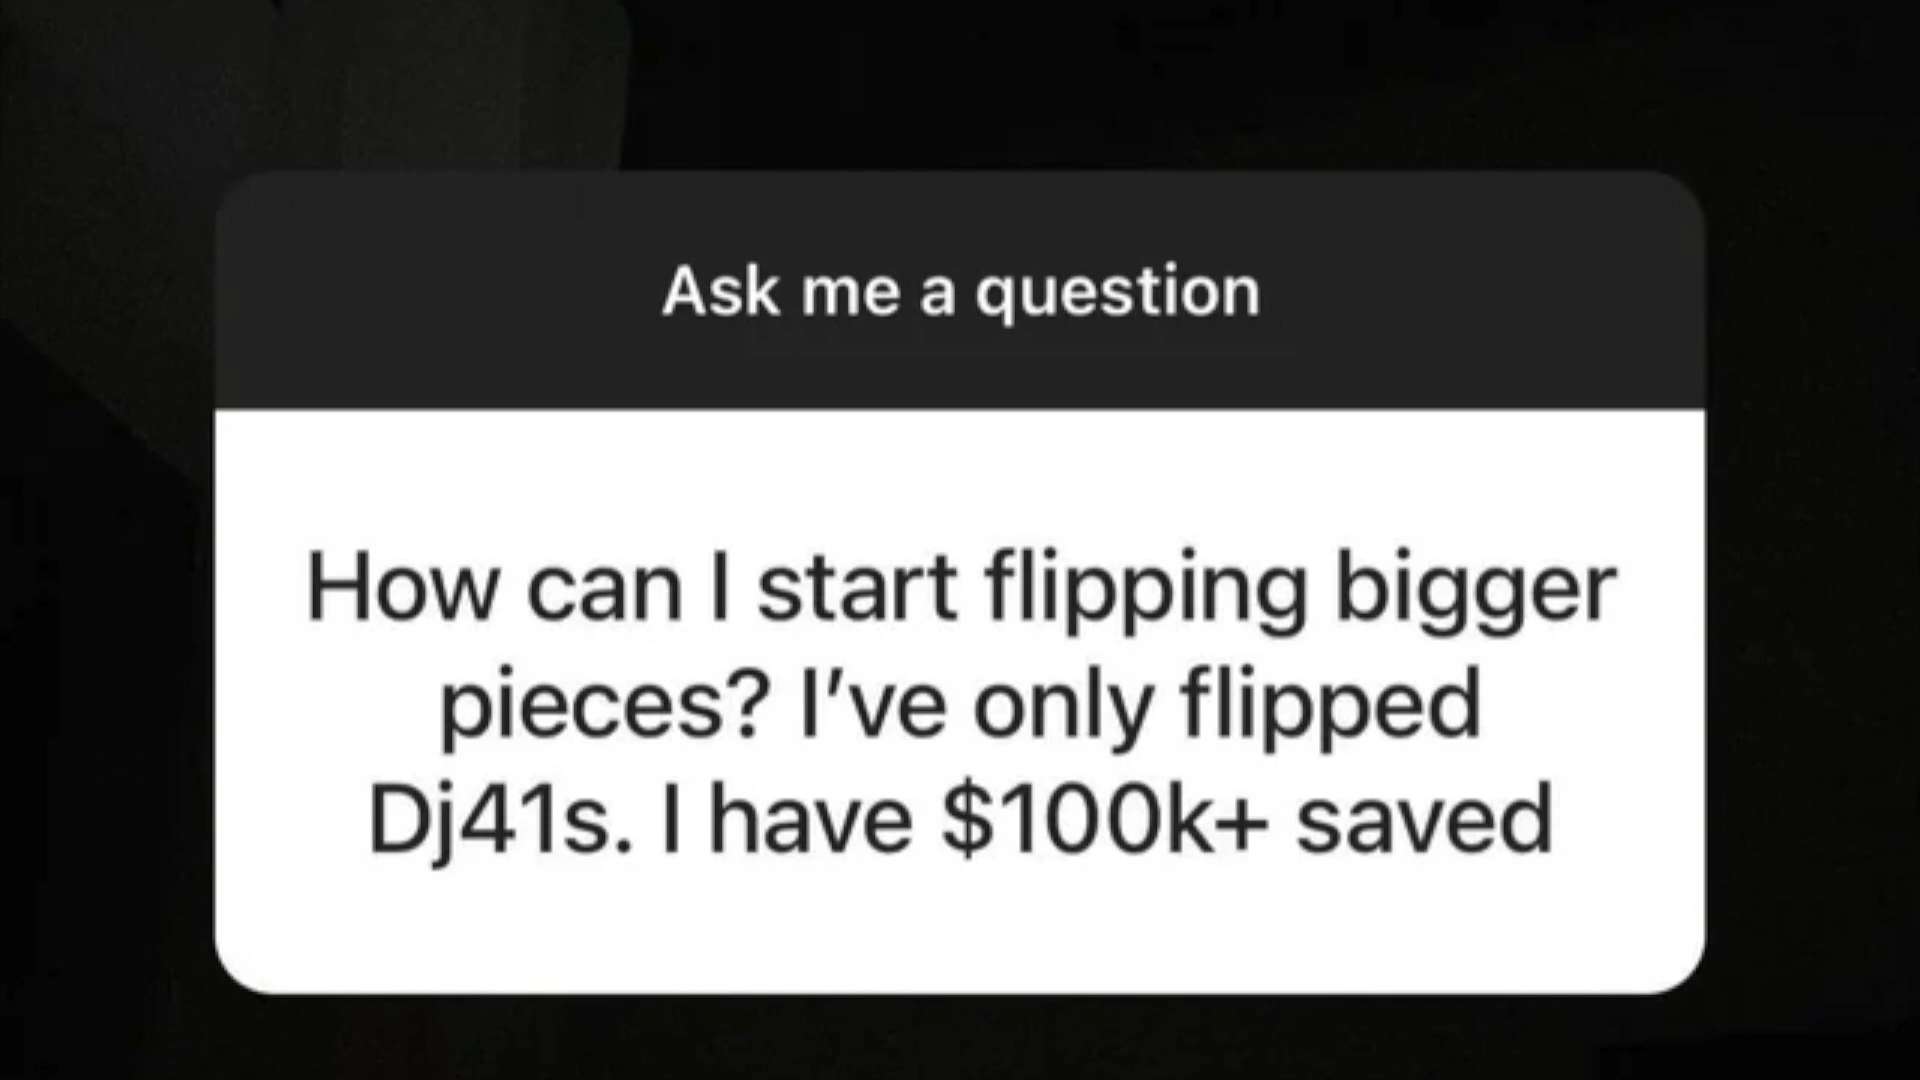 Ask me a question
How can I start flipping bigger
pieces? I’ve only flipped
Dj41s. I have $100k+ saved